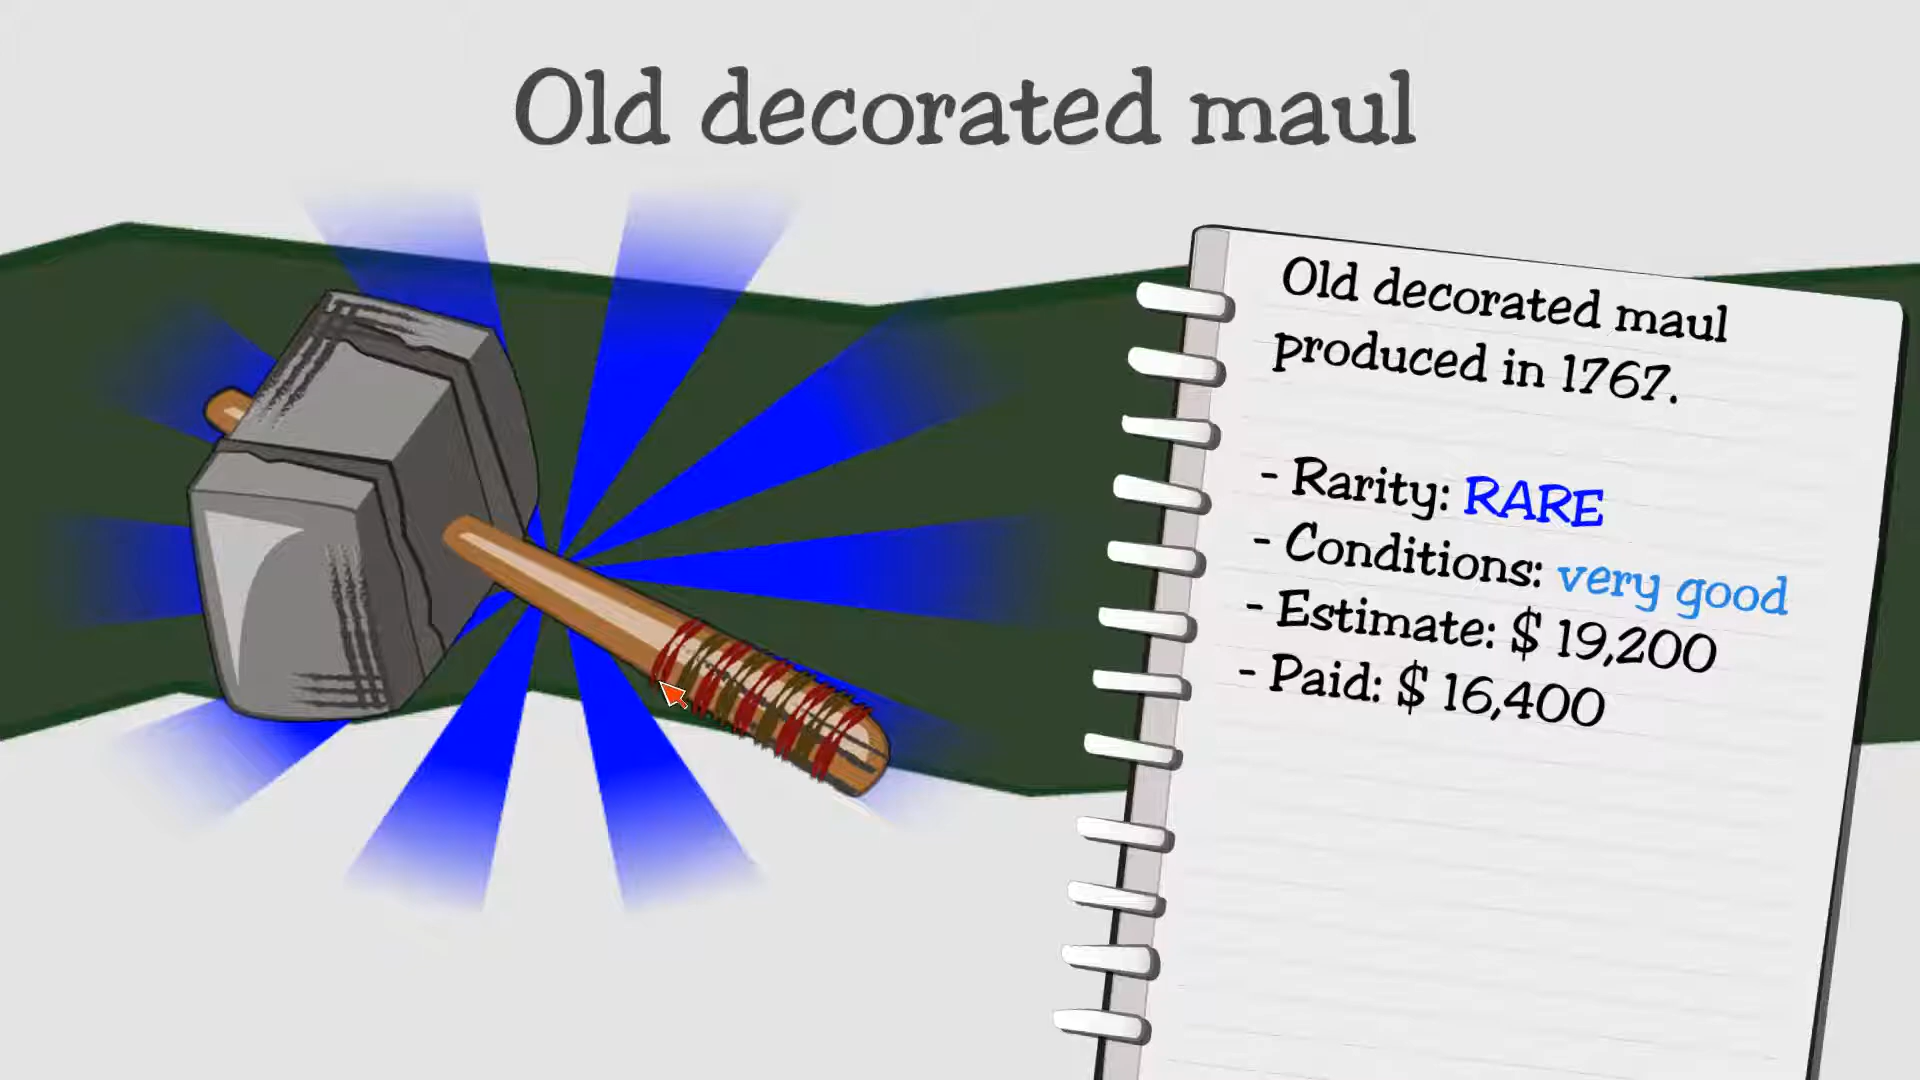 Old decorated maul
Old decorated maul
produced in 1767.
- Rarity: RARE
- Conditions: very good
- Estimate: $ 19,200
- Paid: $ 16,400